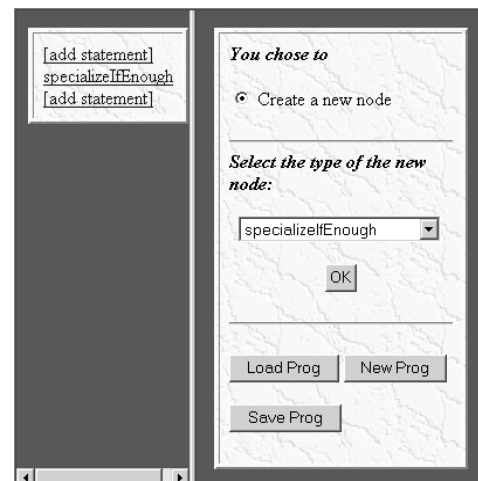 [add statement]
specializeIfEnough
[add statement]
You chose to
Create a new node
Select the type of the new
node:
specializeIfEnough
OK
Load Prog
New Prog
Save Prog